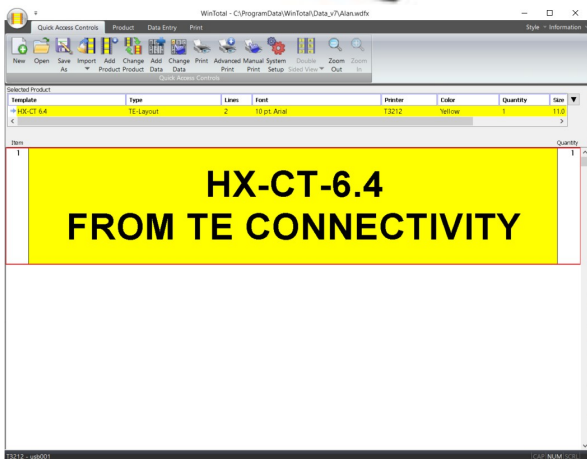 WinTotal - C:\ProgramData\WinTotal\Data_v7\Alan.wdfx
Quick Access Controls Product Data Entry Print Style Information
New Open Save As Import Add Product Change Product Add Data Change Data Print Advanced Print Manual Print System Setup Double Sided View Zoom Out Zoom In
Quick Access Controls
Selected Product
Template Type Lines Font Printer Color Quantity Size
HX-CT 6.4 TE-Layout 2 10 pt. Arial T3212 Yellow 1 11.0
Item Quantity
1 1
HX-CT-6.4
FROM TE CONNECTIVITY
T3212 - usb001 CAP NUM SCRL